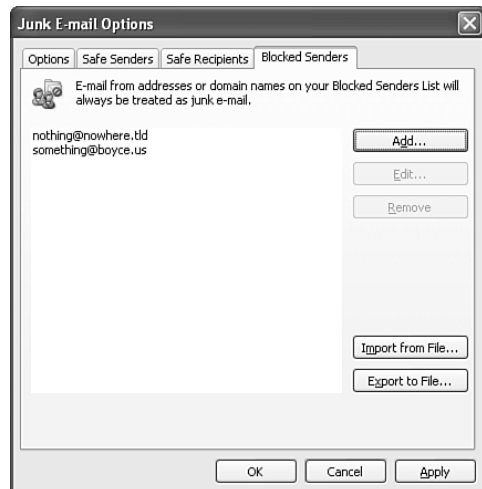 Junk E-mail Options
Options Safe Senders Safe Recipients Blocked Senders
E-mail from addresses or domain names on your Blocked Senders List will
always be treated as junk e-mail.
nothing@nowhere.tld
something@boyce.us
Add...
Edit...
Remove
Import from File...
Export to File...
OK Cancel Apply